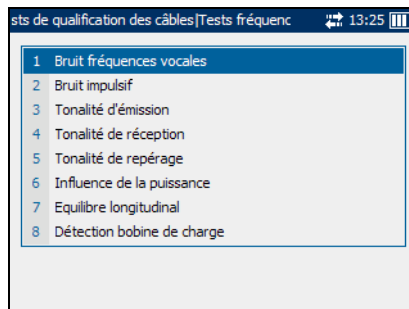 sts de qualification des câbles|Tests fréquenc 13:25
1 Bruit fréquences vocales
2 Bruit impulsif
3 Tonalité d'émission
4 Tonalité de réception
5 Tonalité de repérage
6 Influence de la puissance
7 Equilibre longitudinal
8 Détection bobine de charge